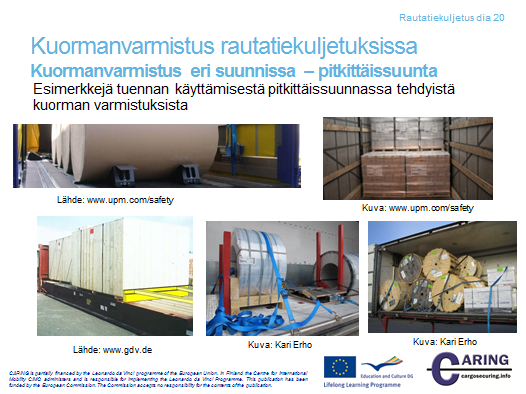 Rautatiekuljetus dia 20
Kuormanvarmistus rautatiekuljetuksissa
Kuormanvarmistus eri suunnissa – pitkittäissuunta
Esimerkkejä tuennan käyttämisestä pitkittäissuunnassa tehdyistä
kuorman varmistuksista
Lähde: www.upm.com/safety
Kuva: www.upm.com/safety
Lähde: www.gdv.de
Kuva: Kari Erho
Kuva: Kari Erho
CARING is partially financed by the Leonardo da Vinci programme of the European Union. In Finland the Centre for International
Mobility CIMO administers and is responsible for implementing the Leonardo da Vinci Programme. This publication has been
funded by the European Commission. The Commission accepts no responsibility for the contents of the publication.
Education and Culture DG
Lifelong Learning Programme
CARING
www.cargosecuring.info